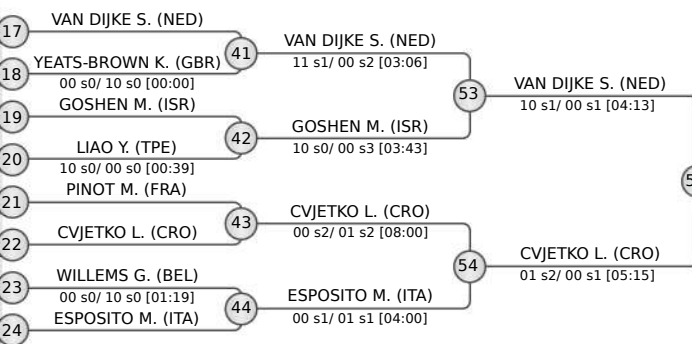 17
VAN DIJKE S. (NED)
18
YEATS-BROWN K. (GBR)
00 s0/ 10 s0 [00:00]
19
GOSHEN M. (ISR)
20
LIAO Y. (TPE)
10 s0/ 00 s0 [00:39]
21
PINOT M. (FRA)
22
CVJETKO L. (CRO)
23
WILLEMS G. (BEL)
00 s0/ 10 s0 [01:19]
24
ESPOSITO M. (ITA)
41
VAN DIJKE S. (NED)
11 s1/ 00 s2 [03:06]
42
GOSHEN M. (ISR)
10 s0/ 00 s3 [03:43]
43
CVJETKO L. (CRO)
00 s2/ 01 s2 [08:00]
44
ESPOSITO M. (ITA)
00 s1/ 01 s1 [04:00]
53
VAN DIJKE S. (NED)
10 s1/ 00 s1 [04:13]
54
CVJETKO L. (CRO)
01 s2/ 00 s1 [05:15]